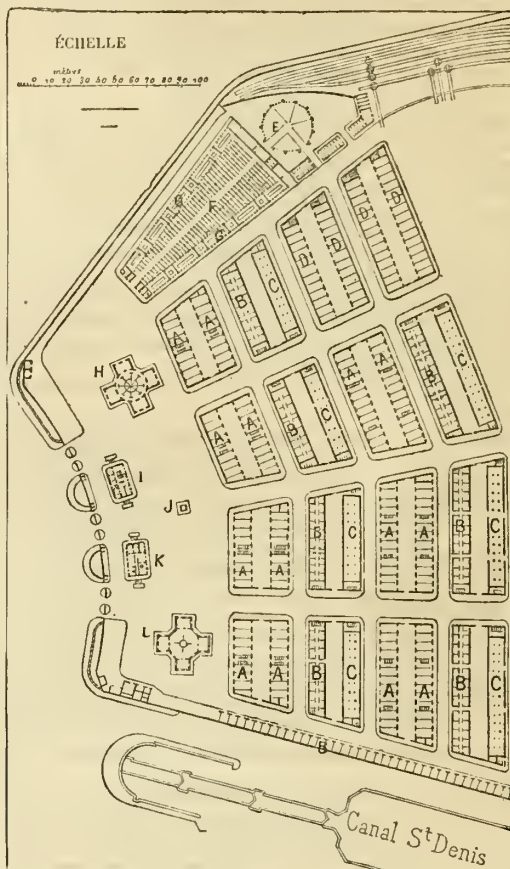 ÉCHELLE
mètres
0 10 20 30 40 50 60 70 80 90 100
E
G F
G
D D
D D
B C
A A
H
A A
B C
A A
B C
I
J
K
A A
B C
A A
B C
A A
L
A A
B C
A A
B C
B
Canal St Denis